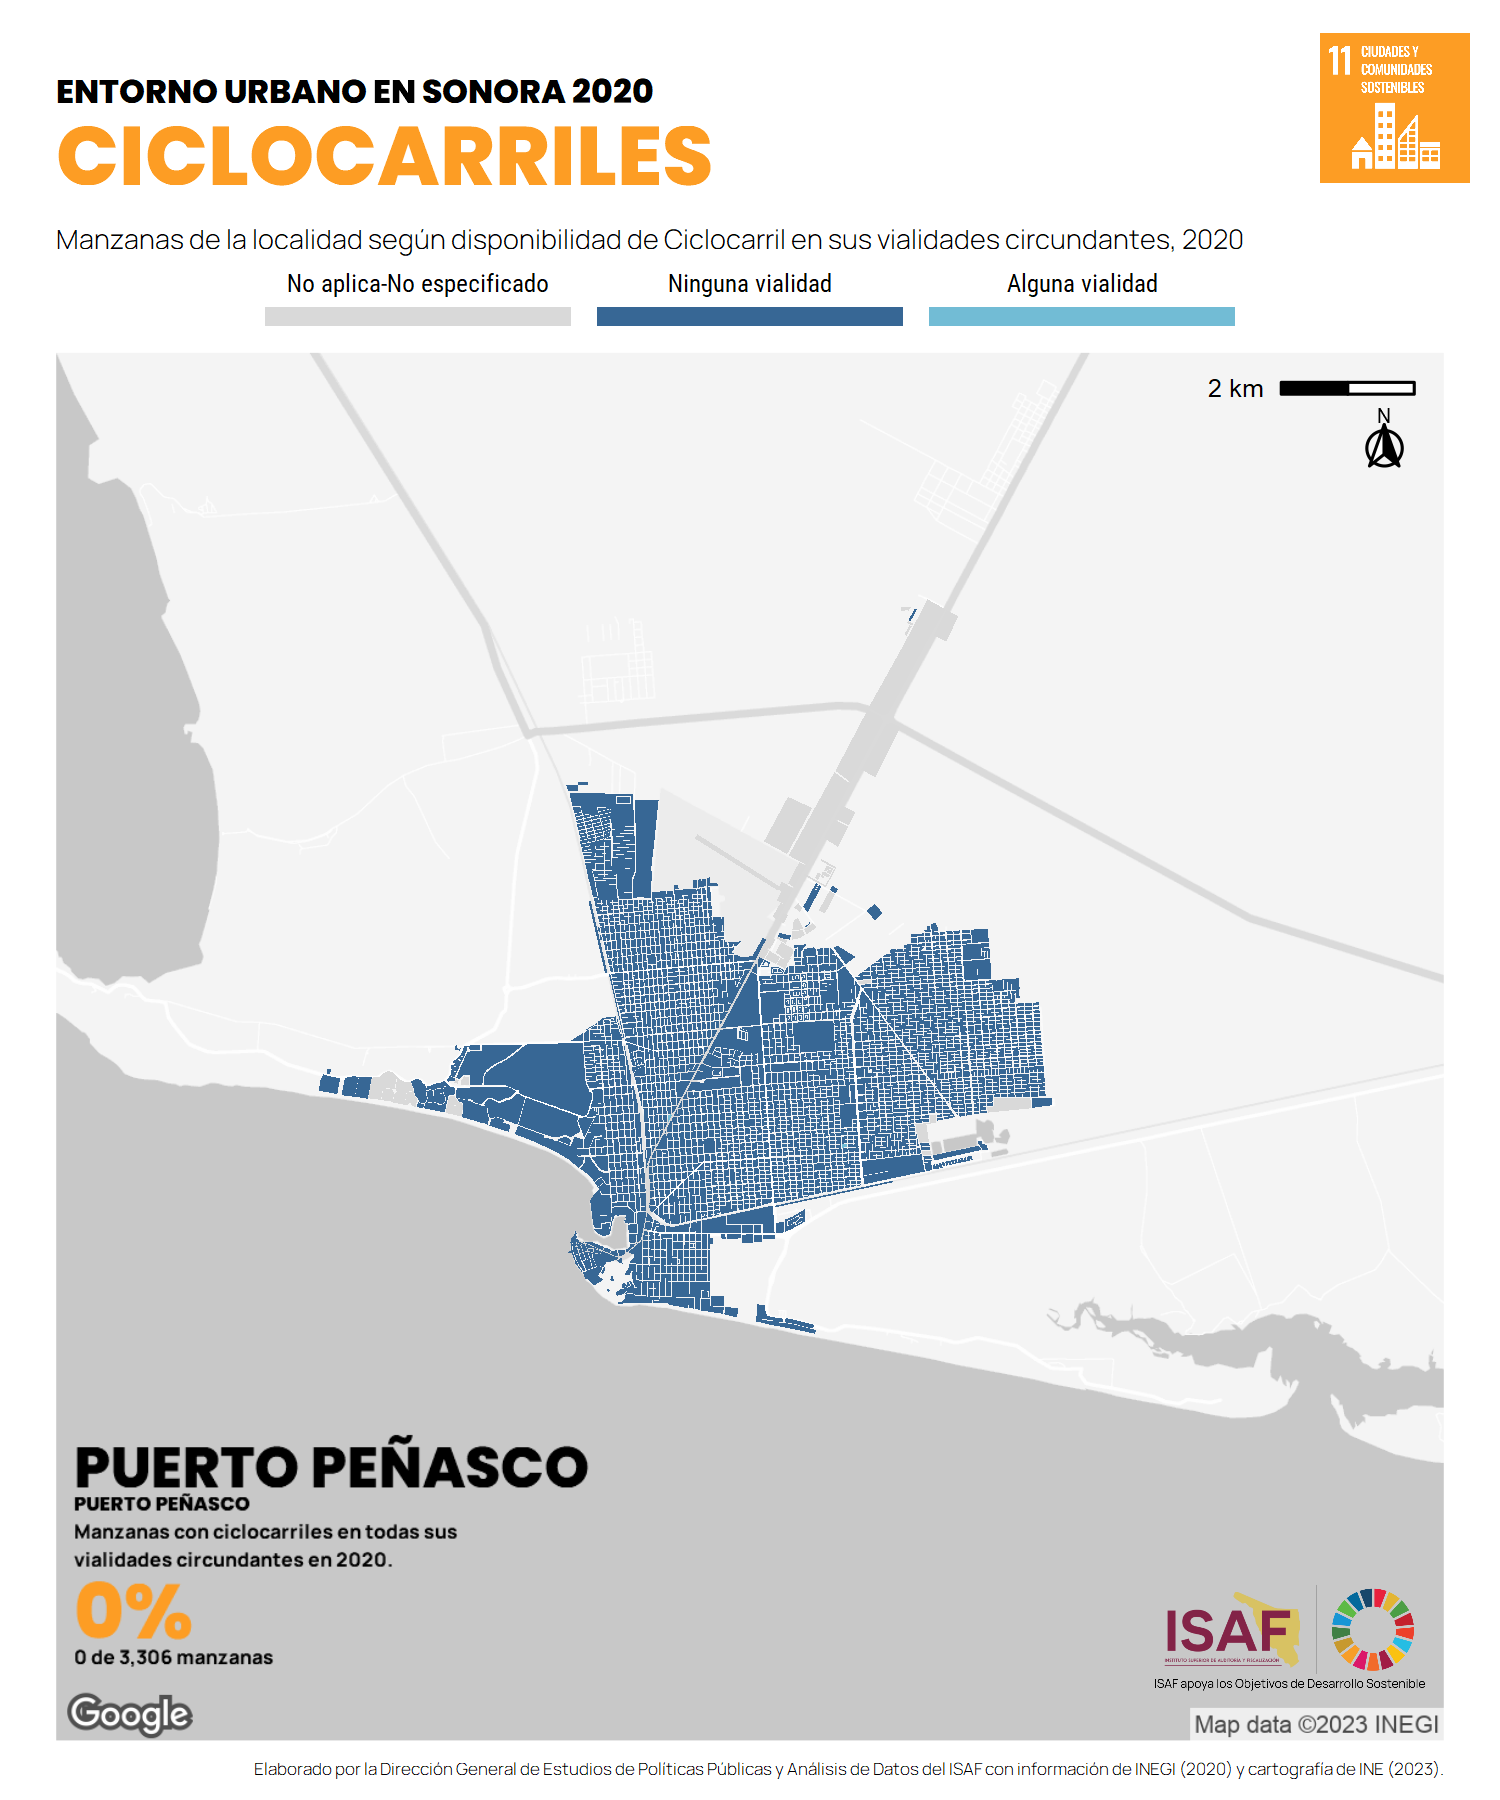 11 CIUDADES Y
COMUNIDADES
SOSTENIBLES
ENTORNO URBANO EN SONORA 2020
CICLOCARRILES
Manzanas de la localidad según disponibilidad de Ciclocarril en sus vialidades circundantes, 2020
No aplica-No especificado Ninguna vialidad Alguna vialidad
2 km
N
PUERTO PEÑASCO
PUERTO PEÑASCO
Manzanas con ciclocarriles en todas sus
vialidades circundantes en 2020.
0%
0 de 3,306 manzanas
ISAF
INSTITUTO SUPERIOR DE AUDITORÍA Y FISCALIZACIÓN
ISAF apoya los Objetivos de Desarrollo Sostenible
Google
Map data ©2023 INEGI
Elaborado por la Dirección General de Estudios de Políticas Públicas y Análisis de Datos del ISAF con información de INEGI (2020) y cartografía de INE (2023).